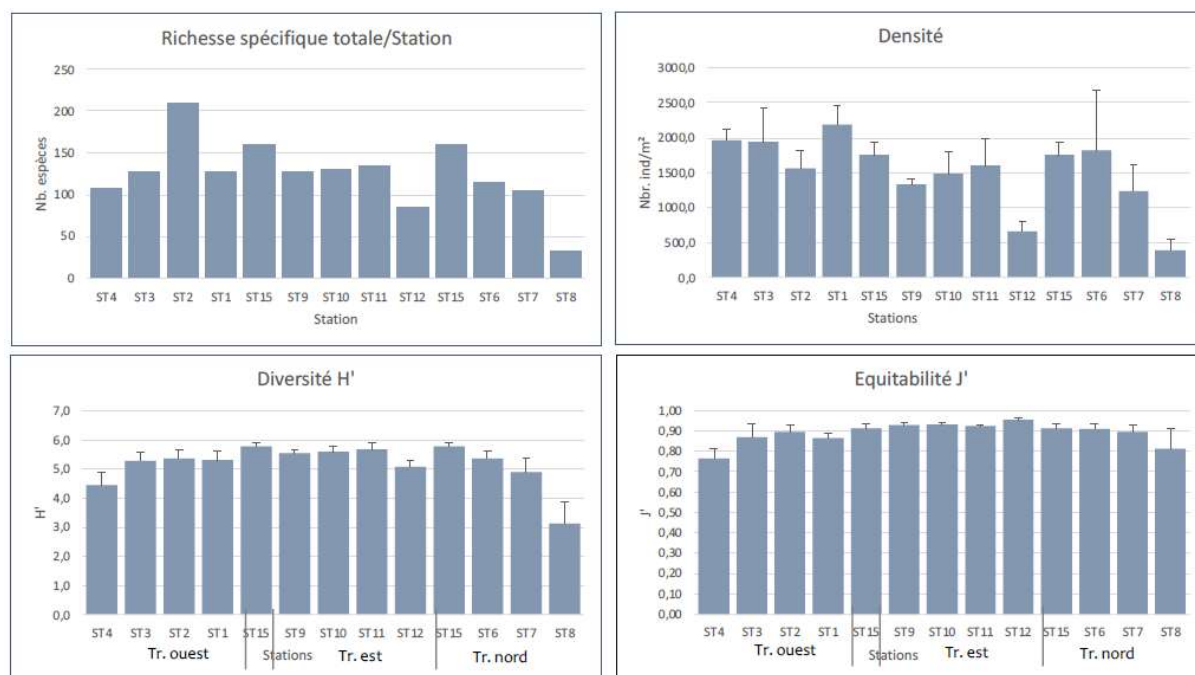 Richesse spécifique totale/Station
Nb. espèces
250
200
150
100
50
0
ST4 ST3 ST2 ST1 ST15 ST9 ST10 ST11 ST12 ST15 ST6 ST7 ST8
Station
Densité
Nbr. ind/m²
3000,0
2500,0
2000,0
1500,0
1000,0
500,0
0,0
ST4 ST3 ST2 ST1 ST15 ST9 ST10 ST11 ST12 ST15 ST6 ST7 ST8
Stations
Diversité H'
H'
7,0
6,0
5,0
4,0
3,0
2,0
1,0
0,0
ST4 ST3 ST2 ST1 ST15 ST9 ST10 ST11 ST12 ST15 ST6 ST7 ST8
Tr. ouest Stations Tr. est Tr. nord
Equitabilité J'
J'
1,00
0,90
0,80
0,70
0,60
0,50
0,40
0,30
0,20
0,10
0,00
ST4 ST3 ST2 ST1 ST15 ST9 ST10 ST11 ST12 ST15 ST6 ST7 ST8
Tr. ouest Stations Tr. est Tr. nord